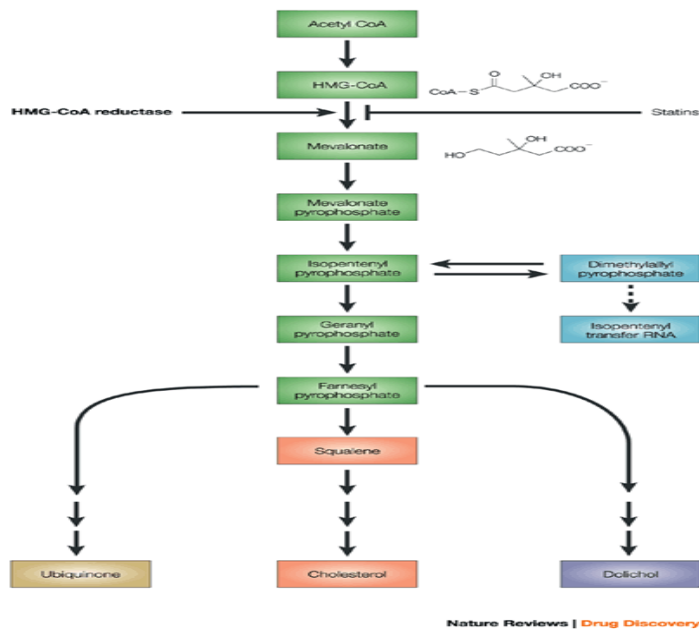 Acetyl CoA
HMG-CoA
CoA–S
O
OH
COO⁻
HMG-CoA reductase
Statins
Mevalonate
HO
OH
COO⁻
Mevalonate
pyrophosphate
Isopentenyl
pyrophosphate
Dimethylallyl
pyrophosphate
Geranyl
pyrophosphate
Isopentenyl
transfer RNA
Farnesyl
pyrophosphate
Squalene
Ubiquinone
Cholesterol
Dolichol
Nature Reviews | Drug Discovery